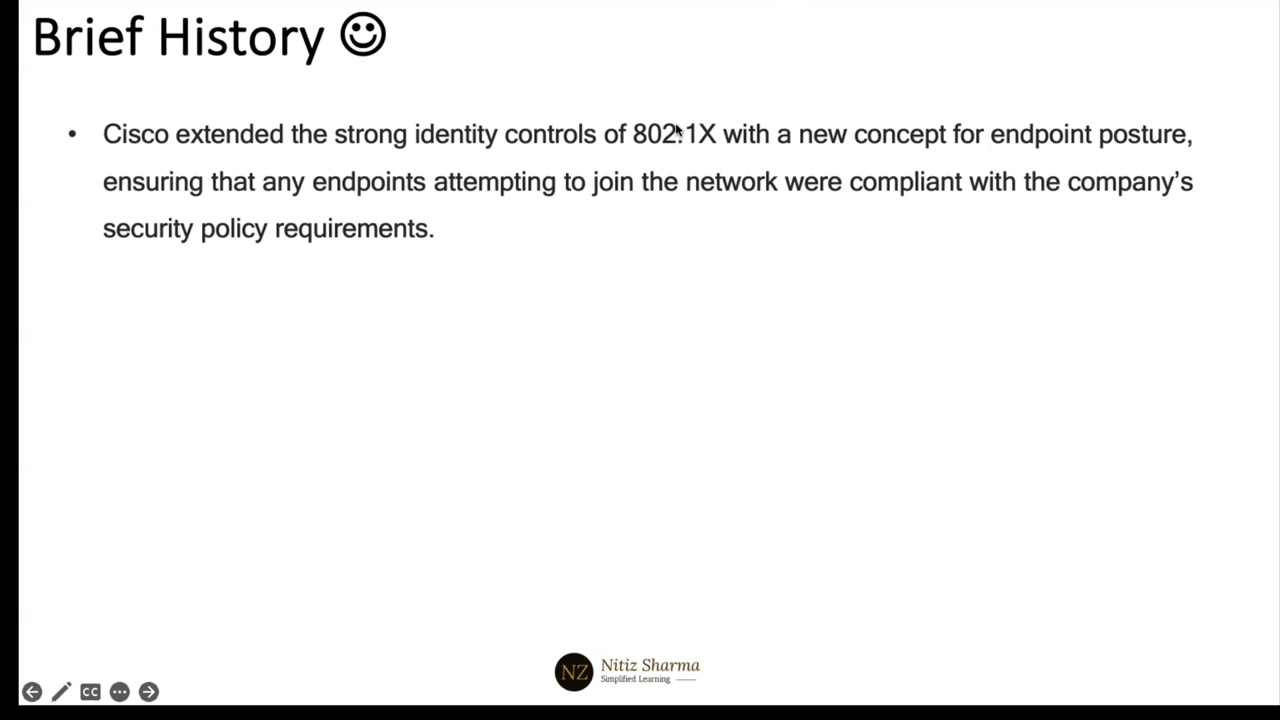 Brief History ☺
• Cisco extended the strong identity controls of 802.1X with a new concept for endpoint posture,
ensuring that any endpoints attempting to join the network were compliant with the company’s
security policy requirements.
NZ
Nitiz Sharma
Simplified Learning
CC